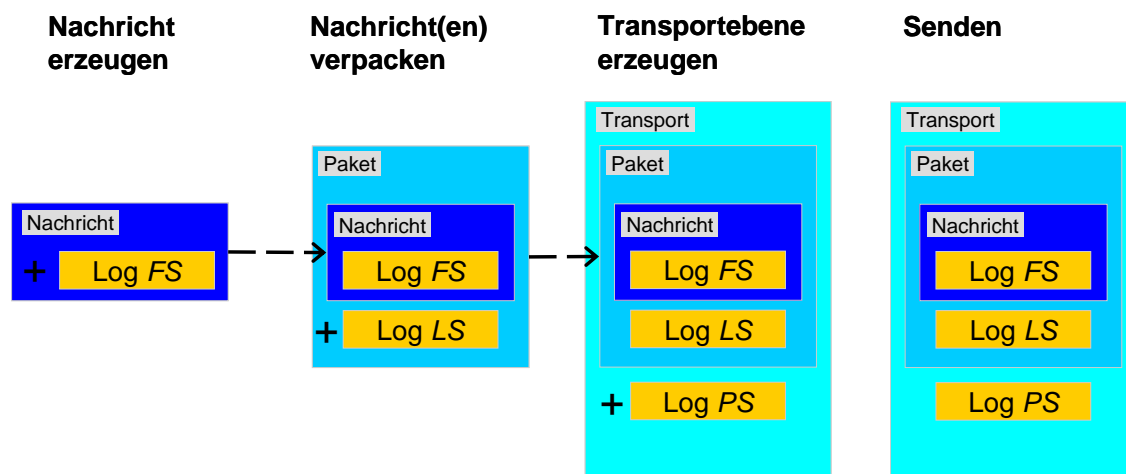 Nachricht
erzeugen
Nachricht(en)
verpacken
Transportebene
erzeugen
Senden
Nachricht
+ Log FS
Paket
Nachricht
Log FS
+ Log LS
Transport
Paket
Nachricht
Log FS
Log LS
+ Log PS
Transport
Paket
Nachricht
Log FS
Log LS
Log PS